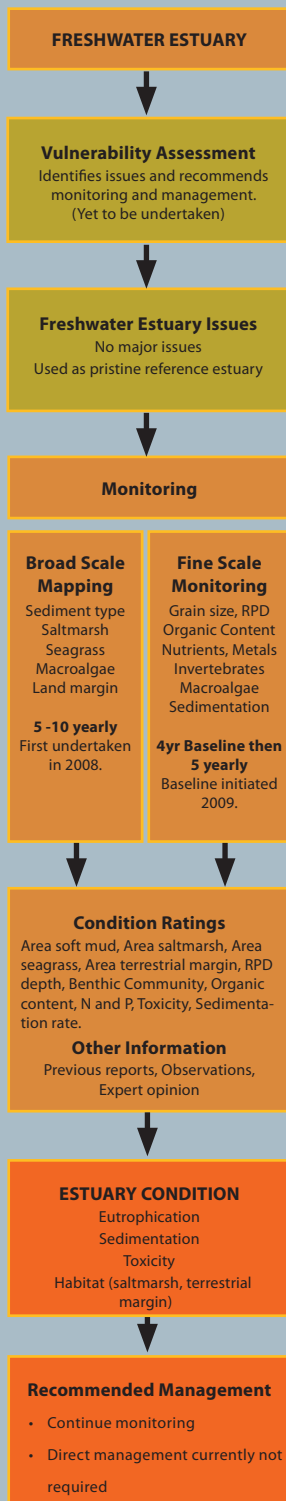 FRESHWATER ESTUARY
Vulnerability Assessment
Identifies issues and recommends
monitoring and management.
(Yet to be undertaken)
Freshwater Estuary Issues
No major issues
Used as pristine reference estuary
Monitoring
Broad Scale
Mapping
Sediment type
Saltmarsh
Seagrass
Macroalgae
Land margin
5 -10 yearly
First undertaken
in 2008.
Fine Scale
Monitoring
Grain size, RPD
Organic Content
Nutrients, Metals
Invertebrates
Macroalgae
Sedimentation
4yr Baseline then
5 yearly
Baseline initiated
2009.
Condition Ratings
Area soft mud, Area saltmarsh, Area
seagrass, Area terrestrial margin, RPD
depth, Benthic Community, Organic
content, N and P, Toxicity, Sedimenta-
tion rate.
Other Information
Previous reports, Observations,
Expert opinion
ESTUARY CONDITION
Eutrophication
Sedimentation
Toxicity
Habitat (saltmarsh, terrestrial
margin)
Recommended Management
• Continue monitoring
• Direct management currently not
required